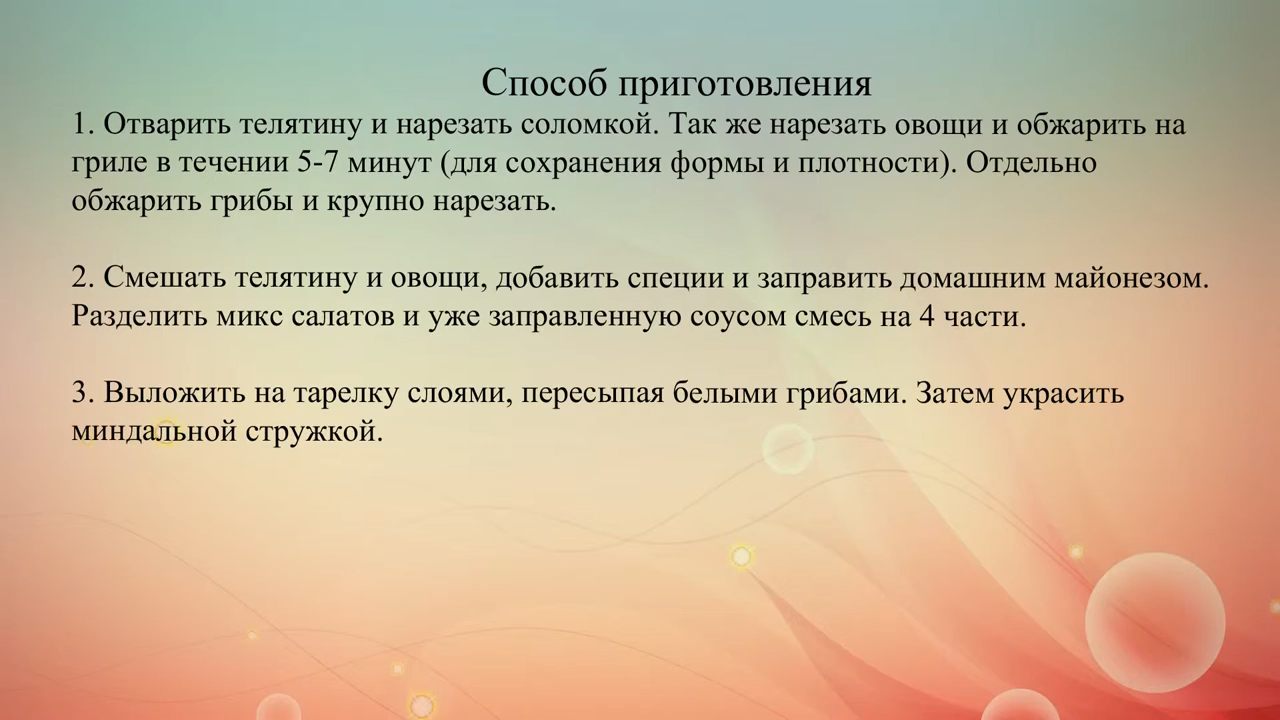 Способ приготовления
1. Отварить телятину и нарезать соломкой. Так же нарезать овощи и обжарить на
гриле в течении 5-7 минут (для сохранения формы и плотности). Отдельно
обжарить грибы и крупно нарезать.
2. Смешать телятину и овощи, добавить специи и заправить домашним майонезом.
Разделить микс салатов и уже заправленную соусом смесь на 4 части.
3. Выложить на тарелку слоями, пересыпая белыми грибами. Затем украсить
миндальной стружкой.